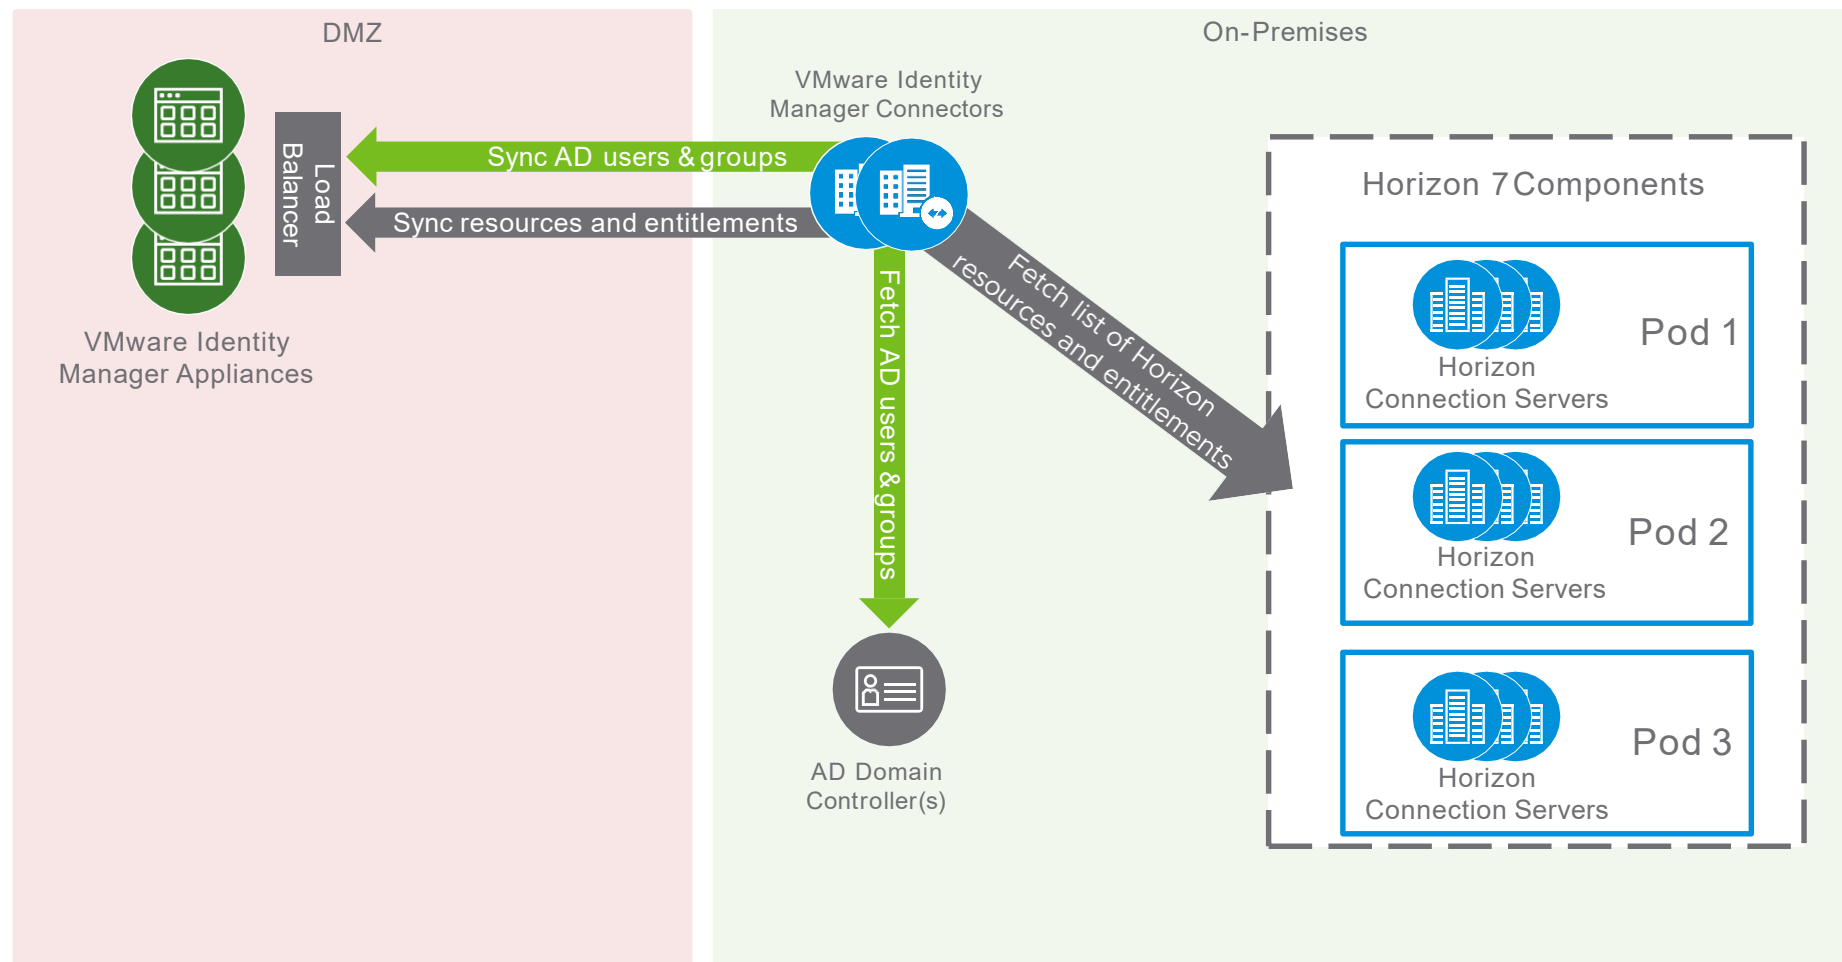 DMZ
On-Premises
VMware Identity
Manager Connectors
Load
Balancer
Sync AD users & groups
Sync resources and entitlements
VMware Identity
Manager Appliances
Fetch AD users & groups
Fetch list of Horizon
resources and entitlements
AD Domain
Controller(s)
Horizon 7 Components
Pod 1
Horizon
Connection Servers
Pod 2
Horizon
Connection Servers
Pod 3
Horizon
Connection Servers